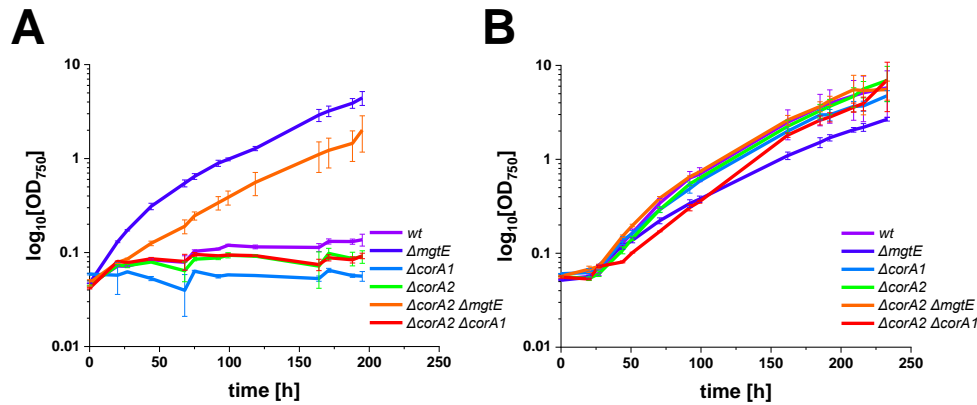 A
B
10
1
0.1
0.01
log₁₀[OD₇₅₀]
0
50
100
150
200
250
time [h]
wt
ΔmgtE
ΔcorA1
ΔcorA2
ΔcorA2 ΔmgtE
ΔcorA2 ΔcorA1
10
1
0.1
0.01
log₁₀[OD₇₅₀]
0
50
100
150
200
250
time [h]
wt
ΔmgtE
ΔcorA1
ΔcorA2
ΔcorA2 ΔmgtE
ΔcorA2 ΔcorA1